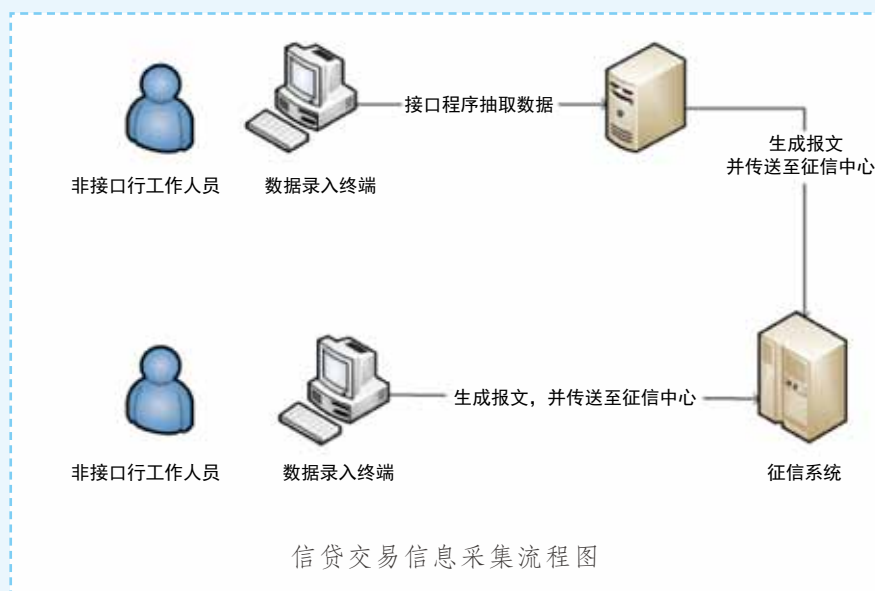 接口程序抽取数据
生成报文
并传送至征信中心
非接口行工作人员
数据录入终端
生成报文，并传送至征信中心
非接口行工作人员
数据录入终端
征信系统
信贷交易信息采集流程图